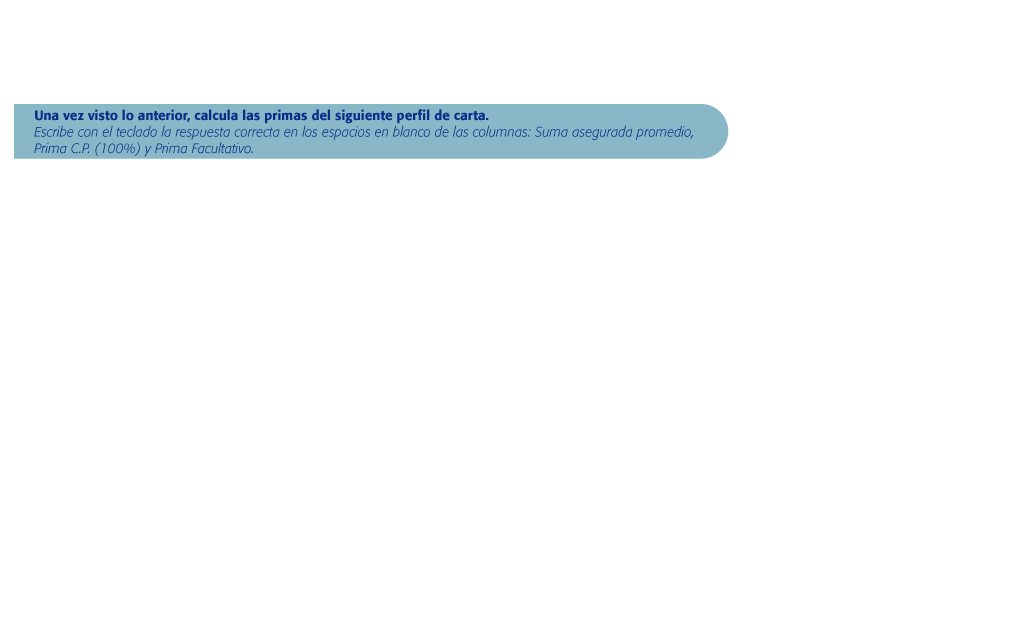 Una vez visto lo anterior, calcula las primas del siguiente perfil de carta.
Escribe con el teclado la respuesta correcta en los espacios en blanco de las columnas: Suma asegurada promedio,
Prima C.P. (100%) y Prima Facultativo.